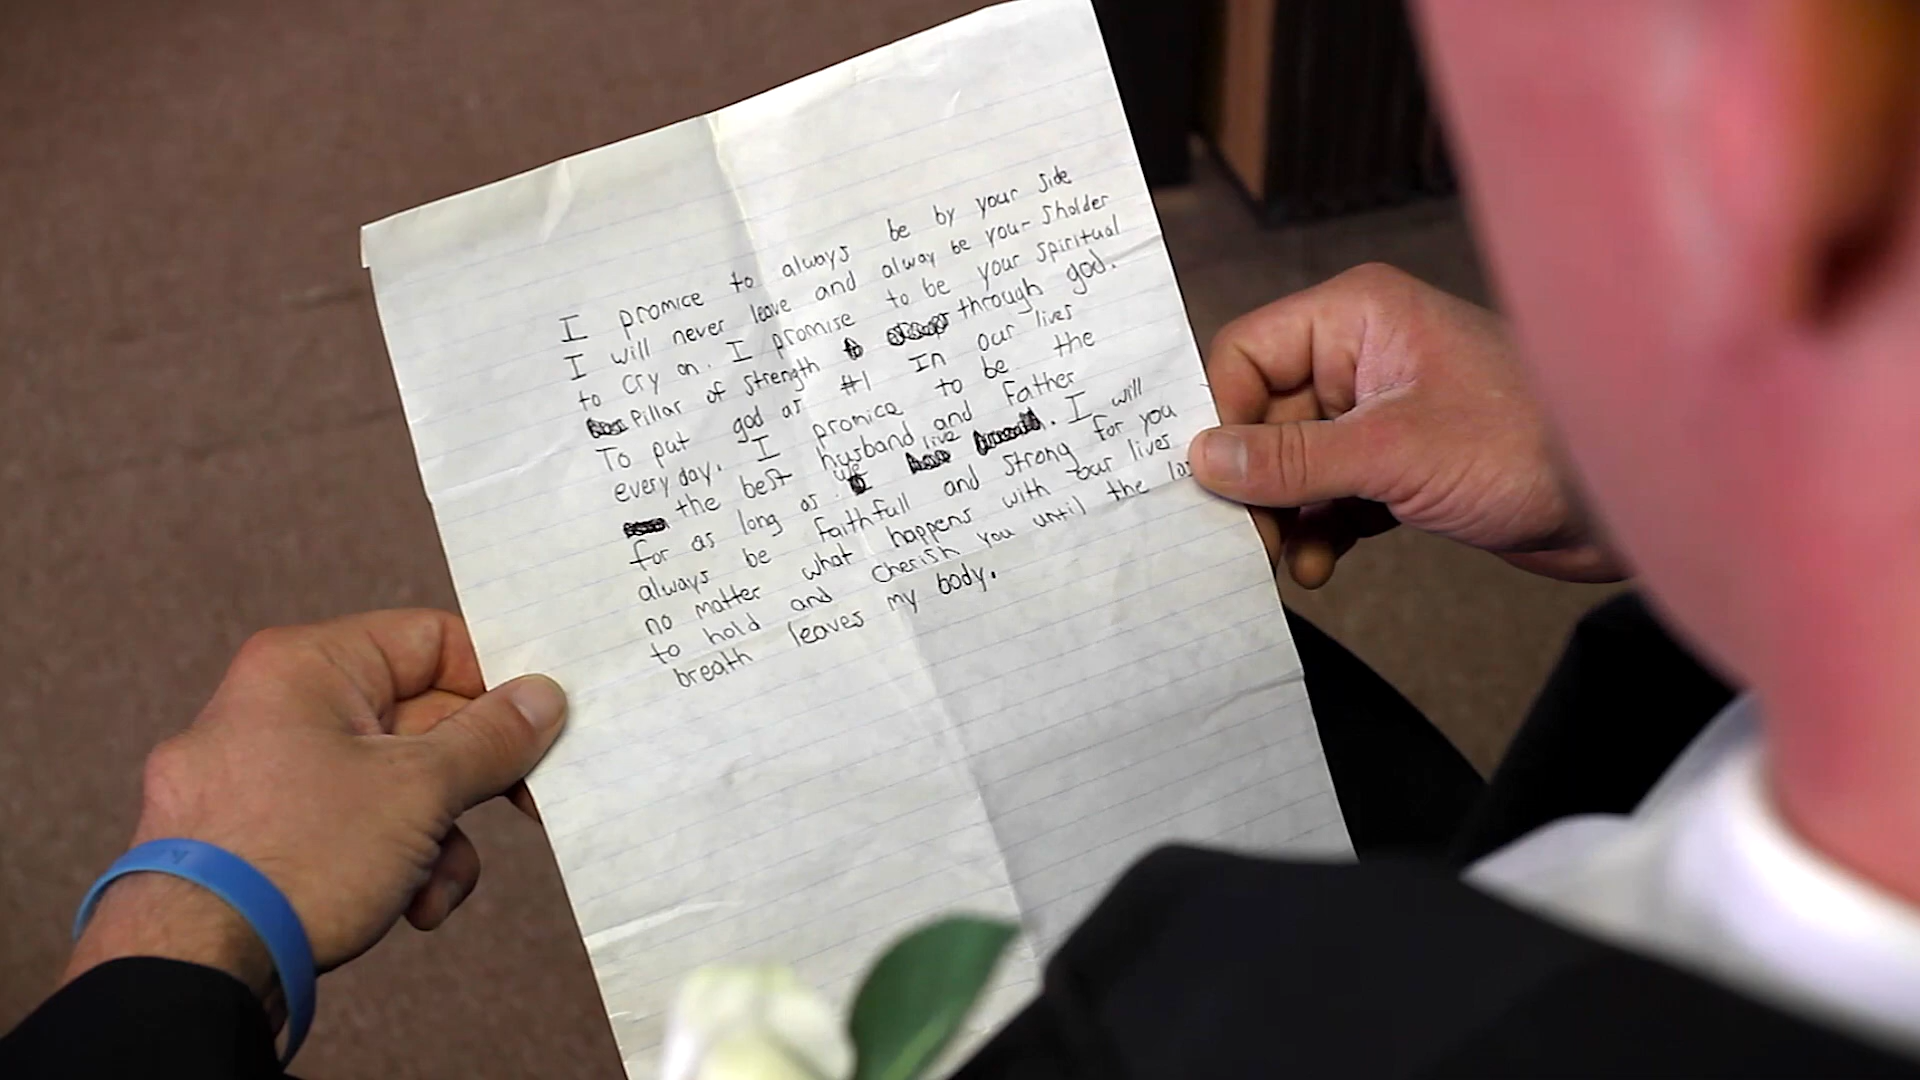 I promice to always be by your side
I will never leave and alway be your sholder
to cry on. I promise to be your spiritual
Pillar of strength through god.
To put god as #1 In our lives
every day. I promice to be the
the best husband and Father
for as long as we live. I will
always be faithfull and strong for you
no matter what happens with our lives
to hold and cherish you until the
breath leaves my body.